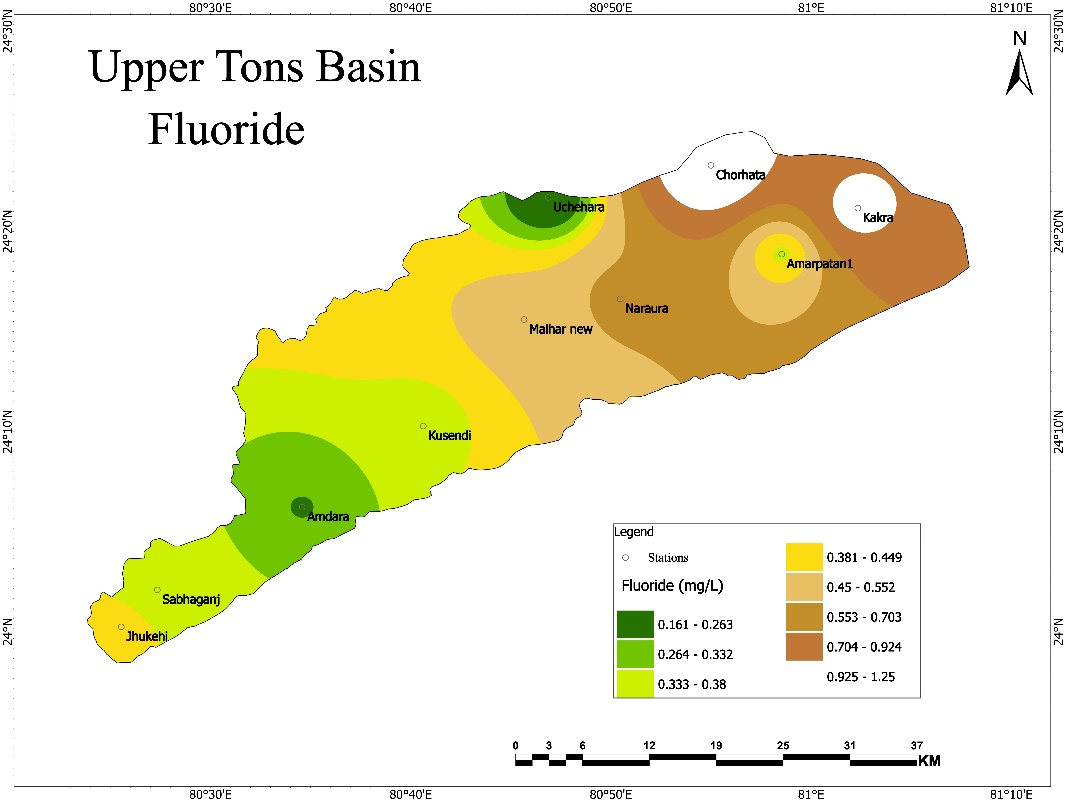 80°30'E 80°40'E 80°50'E 81°E 81°10'E
24°30'N 24°30'N
Upper Tons Basin
Fluoride
N
Chorhata
Uchehara
Kakra
24°20'N 24°20'N
Amarpatan1
Naraura
Malhar new
Kusendi
24°10'N 24°10'N
Amdara
Sabhaganj
Jhukehi
24°N 24°N
Legend
Stations
Fluoride (mg/L)
0.161 - 0.263
0.264 - 0.332
0.333 - 0.38
0.381 - 0.449
0.45 - 0.552
0.553 - 0.703
0.704 - 0.924
0.925 - 1.25
0 3 6 12 19 25 31 37
KM
80°30'E 80°40'E 80°50'E 81°E 81°10'E